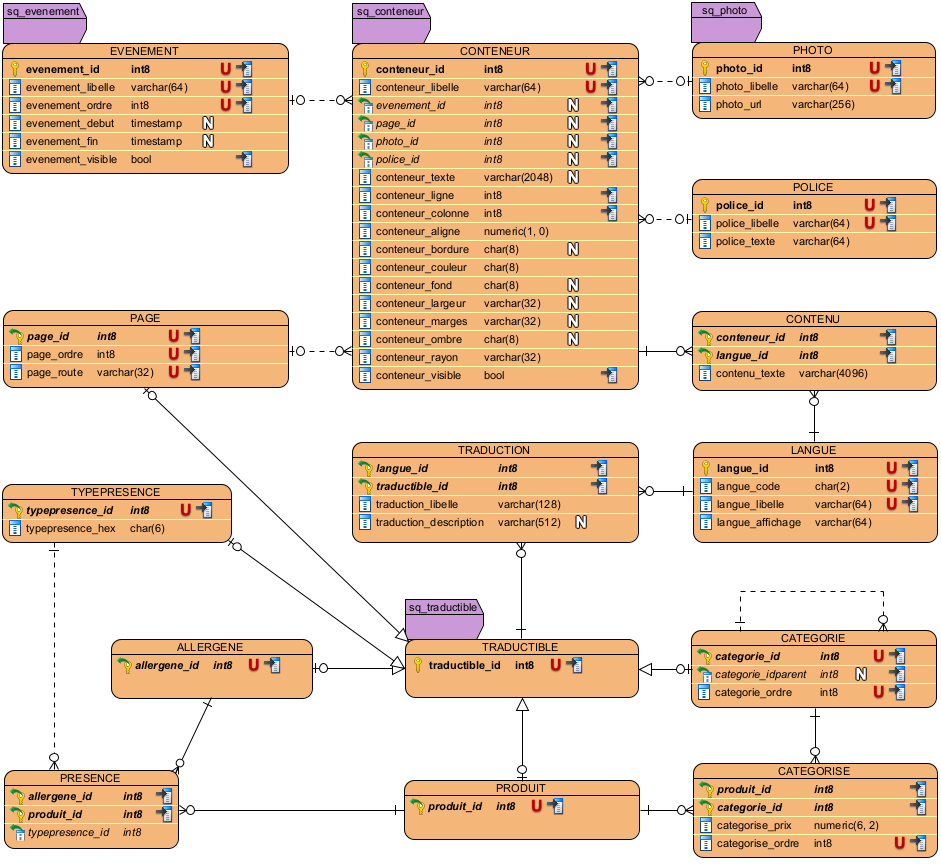 sq_evenement
EVENEMENT
evenement_id int8 U
evenement_libelle varchar(64) U
evenement_ordre int8 U
evenement_debut timestamp N
evenement_fin timestamp N
evenement_visible bool
sq_conteneur
CONTENEUR
conteneur_id int8 U
conteneur_libelle varchar(64) U
evenement_id int8 N
page_id int8 N
photo_id int8 N
police_id int8 N
conteneur_texte varchar(2048) N
conteneur_ligne int8
conteneur_colonne int8
conteneur_aligne numeric(1, 0)
conteneur_bordure char(8) N
conteneur_couleur char(8)
conteneur_fond char(8) N
conteneur_largeur varchar(32) N
conteneur_marges varchar(32) N
conteneur_ombre char(8) N
conteneur_rayon varchar(32)
conteneur_visible bool
sq_photo
PHOTO
photo_id int8 U
photo_libelle varchar(64) U
photo_url varchar(256)
POLICE
police_id int8 U
police_libelle varchar(64) U
police_texte varchar(64)
PAGE
page_id int8 U
page_ordre int8 U
page_route varchar(32) U
CONTENU
conteneur_id int8
langue_id int8
contenu_texte varchar(4096)
TRADUCTION
langue_id int8
traductible_id int8
traduction_libelle varchar(128)
traduction_description varchar(512) N
LANGUE
langue_id int8 U
langue_code char(2) U
langue_libelle varchar(64) U
langue_affichage varchar(64)
TYPEPRESENCE
typepresence_id int8 U
typepresence_hex char(6)
sq_traductible
TRADUCTIBLE
traductible_id int8 U
ALLERGENE
allergene_id int8 U
CATEGORIE
categorie_id int8 U
categorie_idparent int8 N
categorie_ordre int8 U
PRESENCE
allergene_id int8
produit_id int8
typepresence_id int8
PRODUIT
produit_id int8 U
CATEGORISE
produit_id int8
categorie_id int8
categorise_prix numeric(6, 2)
categorise_ordre int8 U